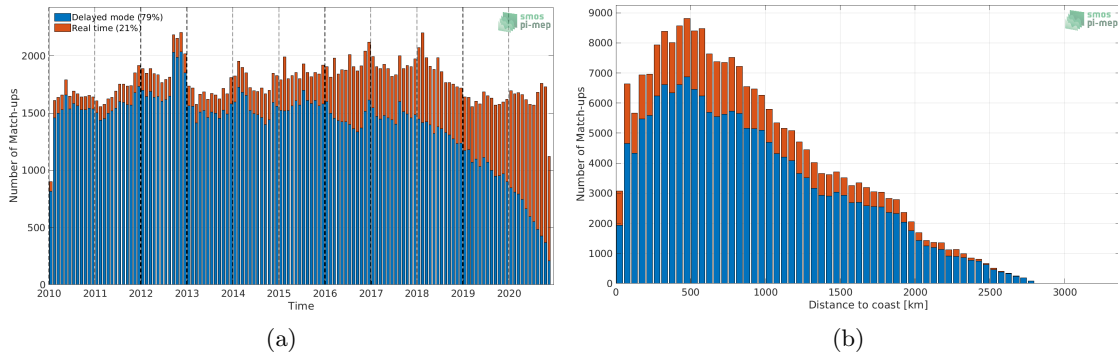 Delayed mode (79%)
Real time (21%)
smos
pi-mep
Number of Match-ups
2000
1500
1000
500
0
2010 2011 2012 2013 2014 2015 2016 2017 2018 2019 2020
Time
(a)
smos
pi-mep
Number of Match-ups
9000
8000
7000
6000
5000
4000
3000
2000
1000
0
0 500 1000 1500 2000 2500 3000
Distance to coast [km]
(b)